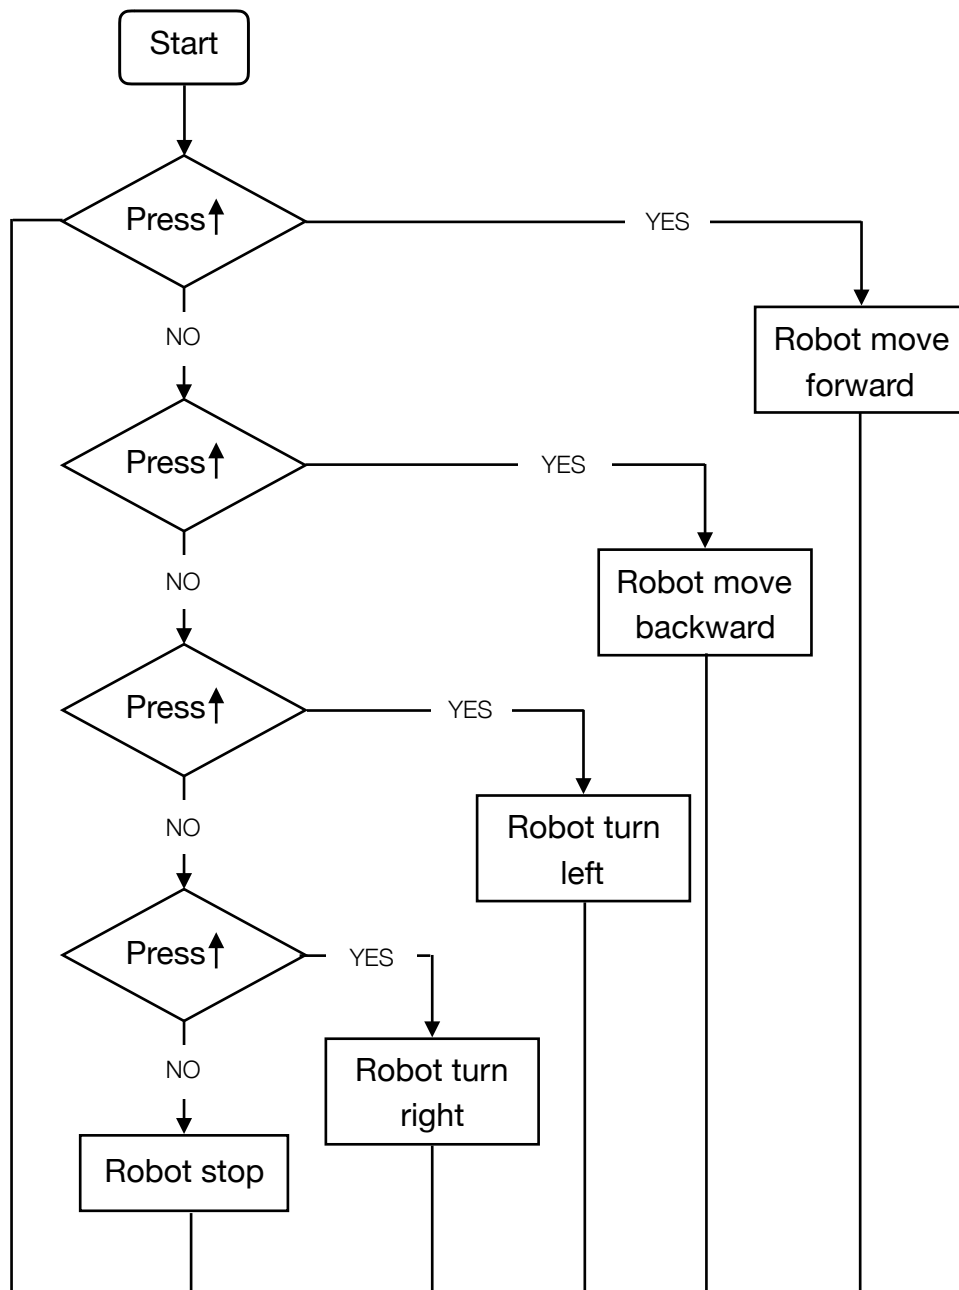 Start
Press↑
YES
NO
Robot move
forward
Press↑
YES
NO
Robot move
backward
Press↑
YES
NO
Robot turn
left
Press↑
YES
NO
Robot turn
right
Robot stop